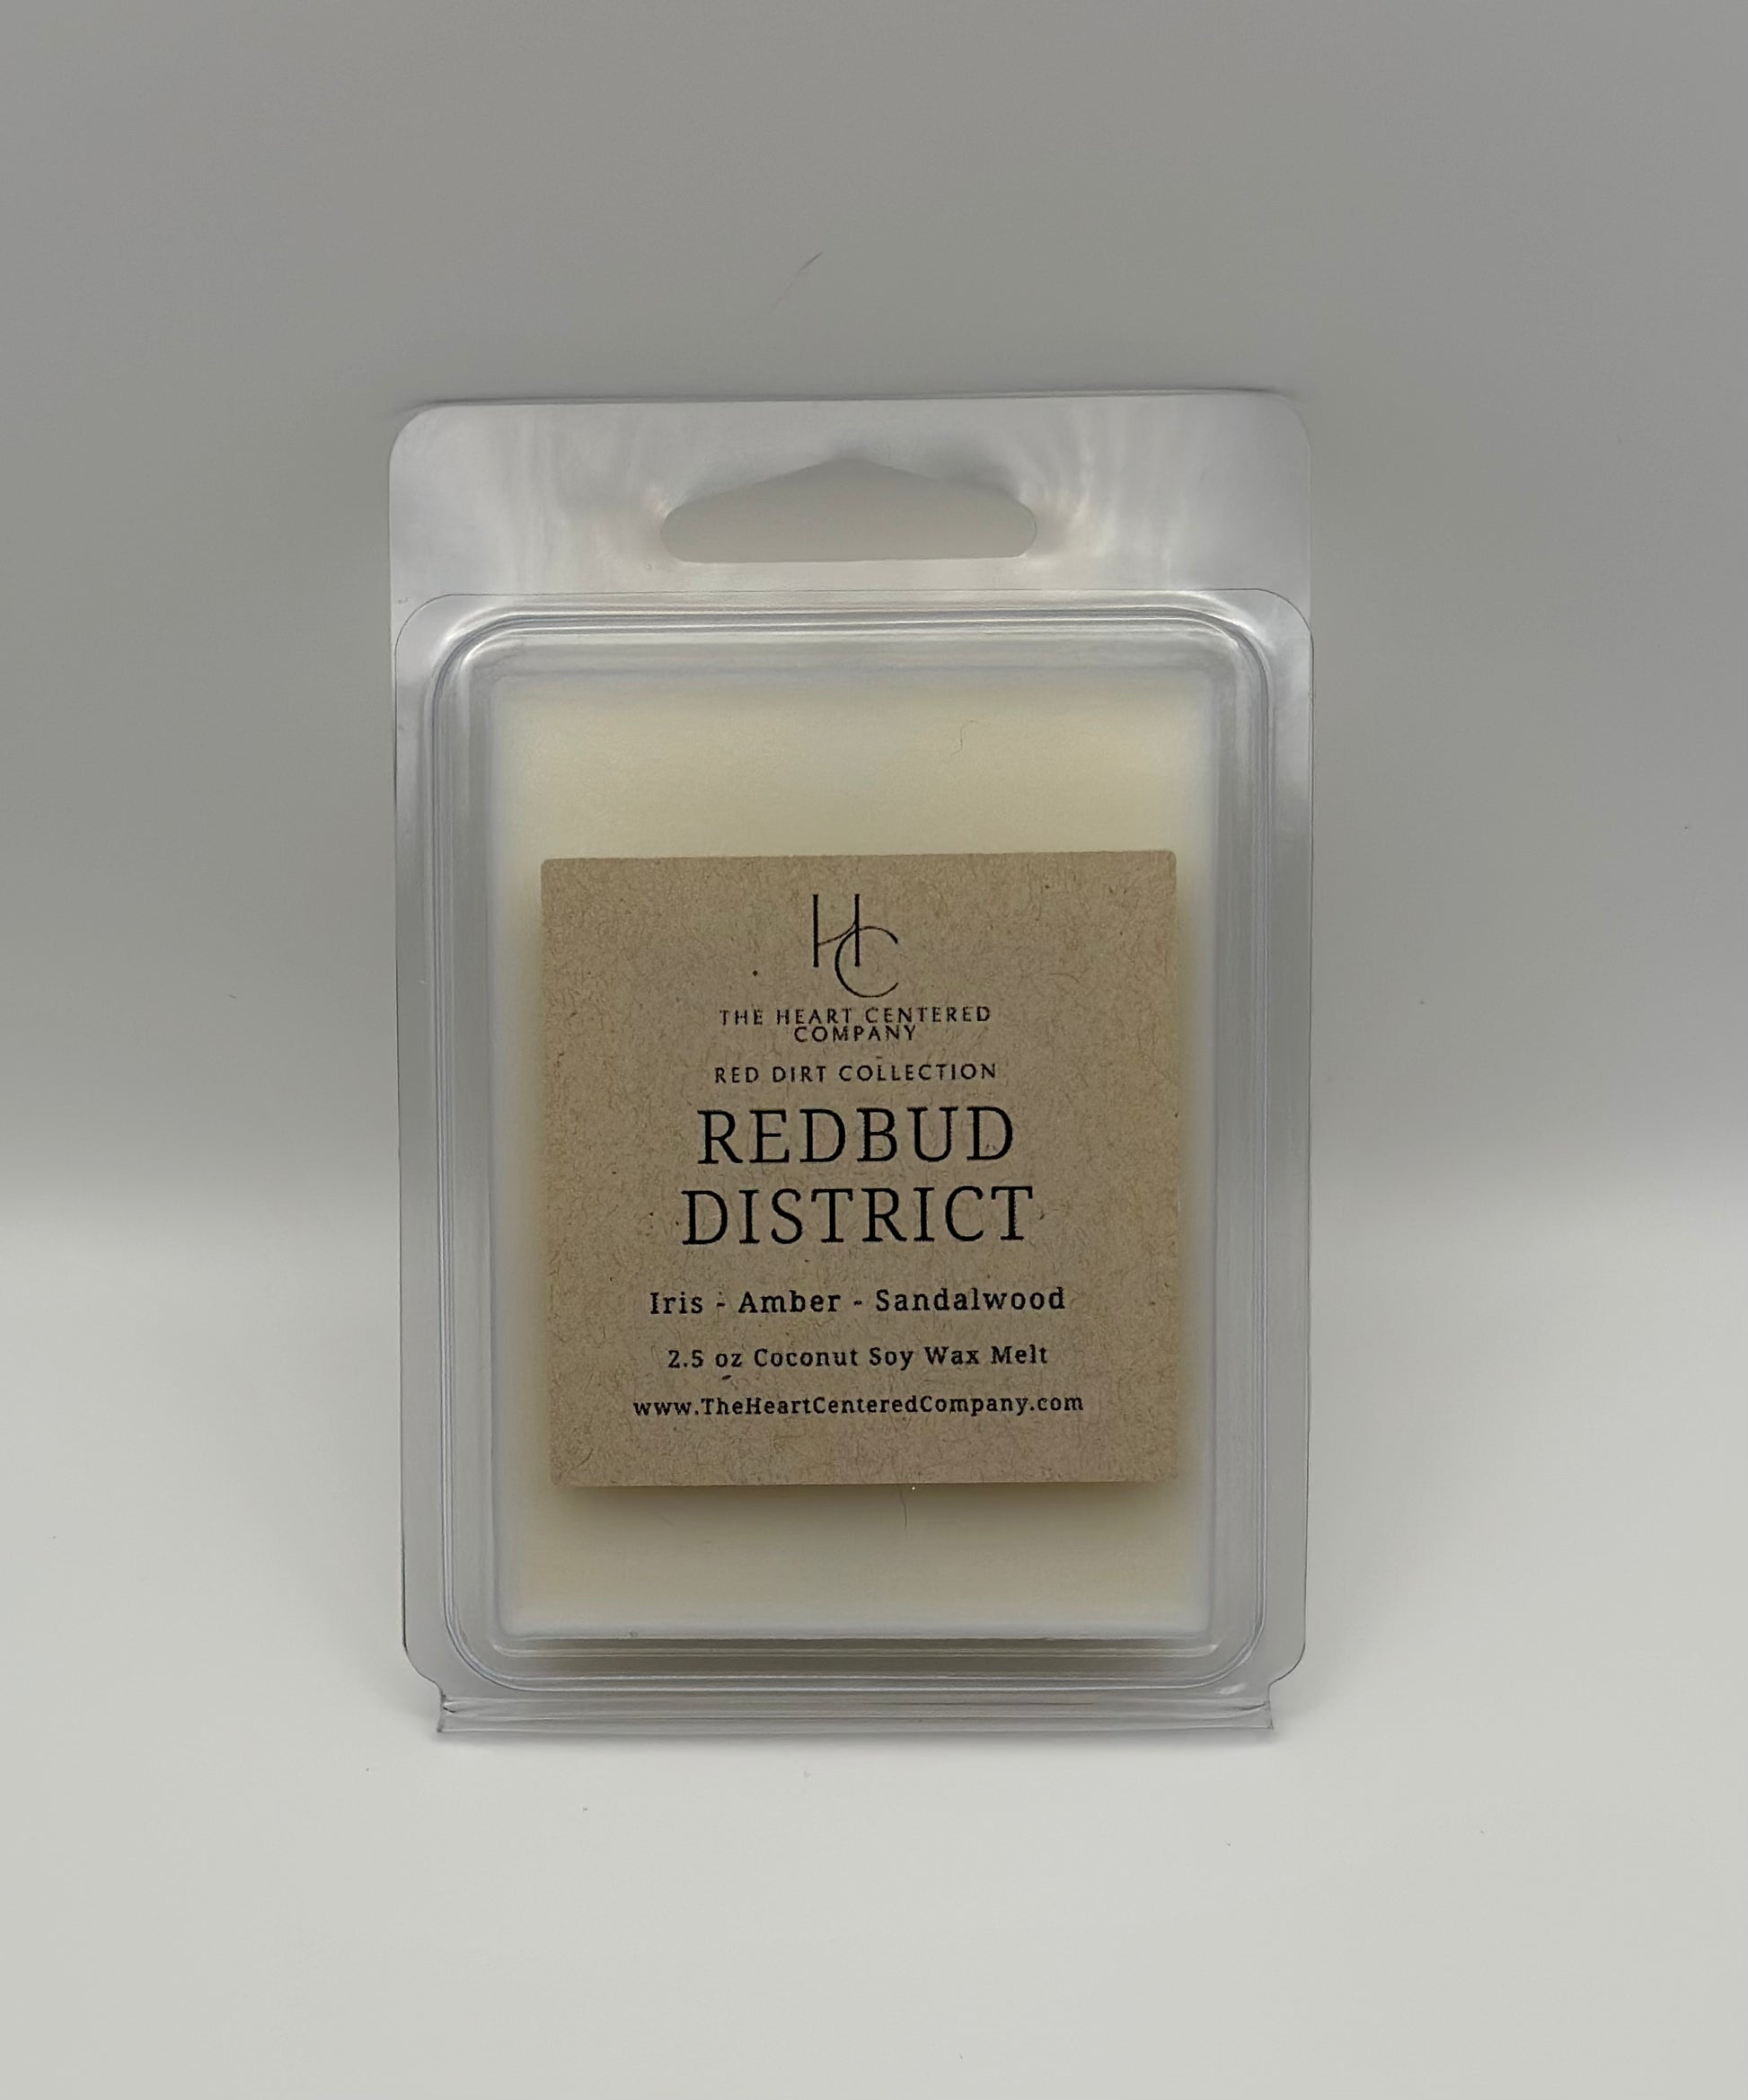 HC
THE HEART CENTERED
COMPANY
RED DIRT COLLECTION
REDBUD
DISTRICT
Iris - Amber - Sandalwood
2.5 oz Coconut Soy Wax Melt
www.TheHeartCenteredCompany.com